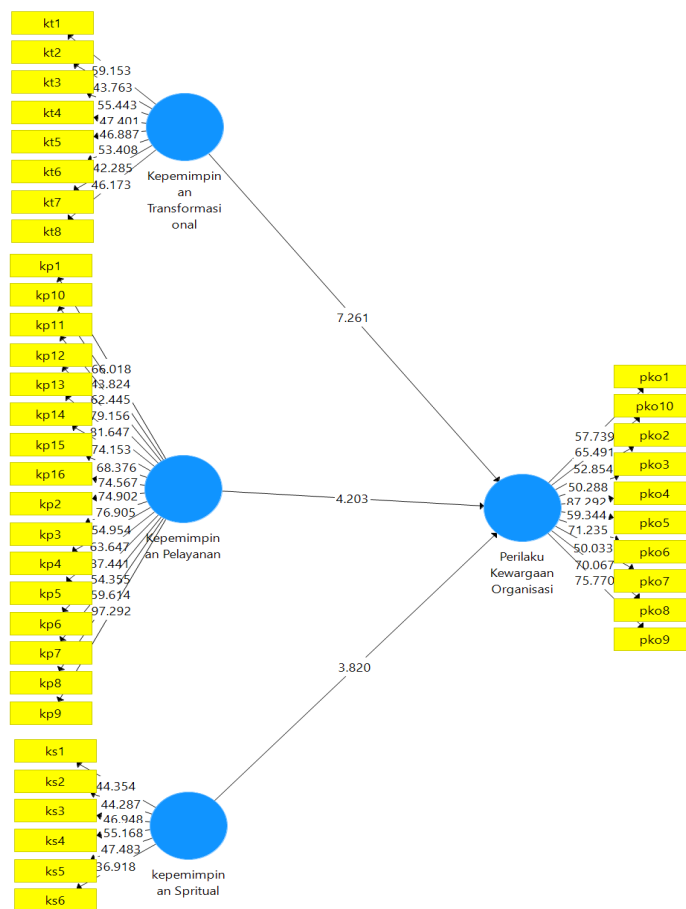 kt1
kt2
kt3
kt4
kt5
kt6
kt7
kt8
59.153
43.763
55.443
47.401
46.887
53.408
42.285
46.173
Kepemimpin
an
Transformasi
onal
7.261
kp1
kp10
kp11
kp12
kp13
kp14
kp15
kp16
kp2
kp3
kp4
kp5
kp6
kp7
kp8
kp9
66.018
43.824
62.445
79.156
81.647
74.153
68.376
74.567
74.902
76.905
54.954
63.647
87.441
54.355
59.614
97.292
Kepemimpin
an Pelayanan
4.203
ks1
ks2
ks3
ks4
ks5
ks6
44.354
44.287
46.948
55.168
47.483
36.918
kepemimpin
an Spritual
3.820
Perilaku
Kewargaan
Organisasi
57.739
65.491
52.854
50.288
87.292
59.344
71.235
50.033
70.067
75.770
pko1
pko10
pko2
pko3
pko4
pko5
pko6
pko7
pko8
pko9